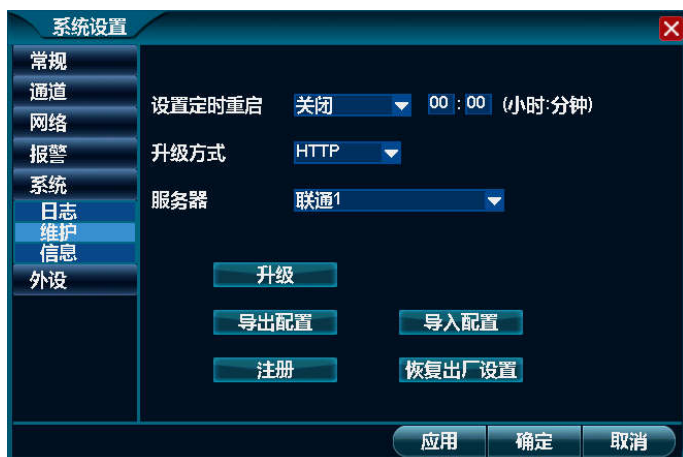 系统设置
常规
通道
网络
报警
系统
日志
维护
信息
外设
设置定时重启 关闭 00 : 00 (小时:分钟)
升级方式 HTTP
服务器 联通1
升级
导出配置 导入配置
注册 恢复出厂设置
应用 确定 取消